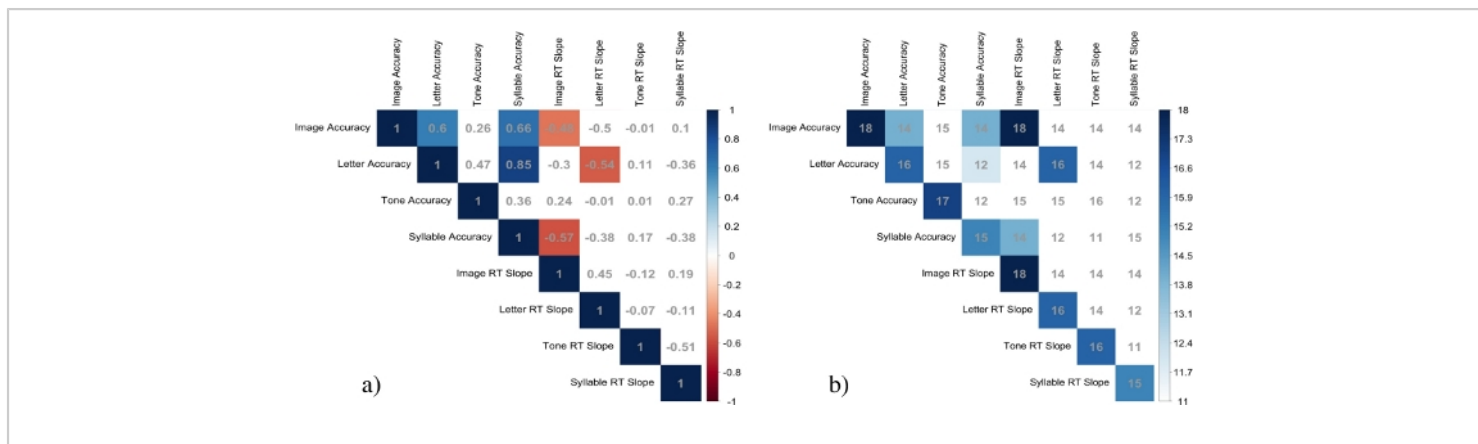 Image Accuracy Letter Accuracy Tone Accuracy Syllable Accuracy Image RT Slope Letter RT Slope Tone RT Slope Syllable RT Slope
Image Accuracy 1 0.6 0.26 0.66 -0.5 -0.01 0.1
Letter Accuracy 1 0.47 0.85 -0.3 -0.54 0.11 -0.36
Tone Accuracy 1 0.36 0.24 -0.01 0.01 0.27
Syllable Accuracy 1 -0.57 -0.38 0.17 -0.38
Image RT Slope 1 0.45 -0.12 0.19
Letter RT Slope 1 -0.07 -0.11
Tone RT Slope 1 -0.51
Syllable RT Slope 1
1
0.8
0.6
0.4
0.2
0
-0.2
-0.4
-0.6
-0.8
-1
a)
Image Accuracy Letter Accuracy Tone Accuracy Syllable Accuracy Image RT Slope Letter RT Slope Tone RT Slope Syllable RT Slope
Image Accuracy 18 14 15 14 18 14 14 14
Letter Accuracy 16 15 12 14 16 14 12
Tone Accuracy 17 12 15 15 16 12
Syllable Accuracy 15 14 12 11 15
Image RT Slope 18 14 14 14
Letter RT Slope 16 14 12
Tone RT Slope 16 11
Syllable RT Slope 15
18
17.3
16.6
15.9
15.2
14.5
13.8
13.1
12.4
11.7
11
b)